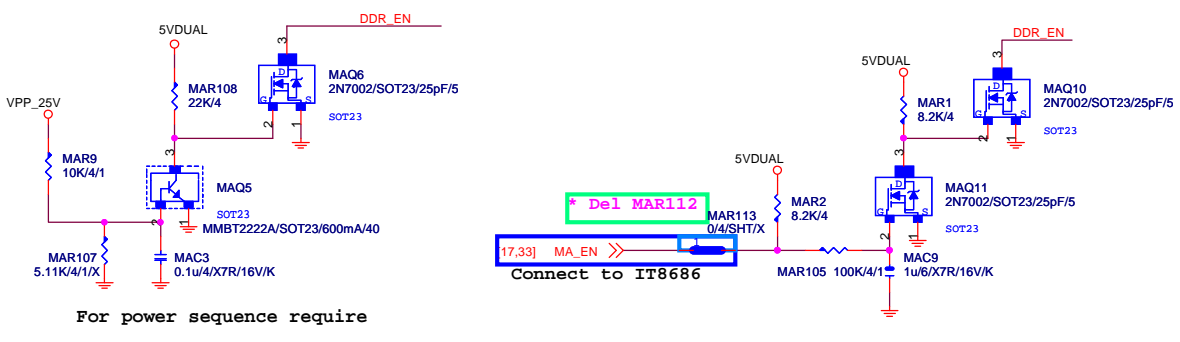 DDR_EN
5VDUAL
3
D
G
S
MAQ6
2N7002/SOT23/25pF/5
SOT23
MAR108
22K/4
2
1
VPP_25V
3
MAR9
10K/4/1
MAQ5
SOT23
MMBT2222A/SOT23/600mA/40
2
1
MAR107
5.11K/4/1/X
MAC3
0.1u/4/X7R/16V/K
For power sequence require
DDR_EN
3
5VDUAL
D
G
S
MAQ10
2N7002/SOT23/25pF/5
SOT23
MAR1
8.2K/4
2
1
3
5VDUAL
D
G
S
MAQ11
2N7002/SOT23/25pF/5
SOT23
* Del MAR112
MAR2
8.2K/4
MAR113
0/4/SHT/X
2
1
1
[17,33] MA_EN
Connect to IT8686
MAR105 100K/4/1
MAC9
1u/6/X7R/16V/K